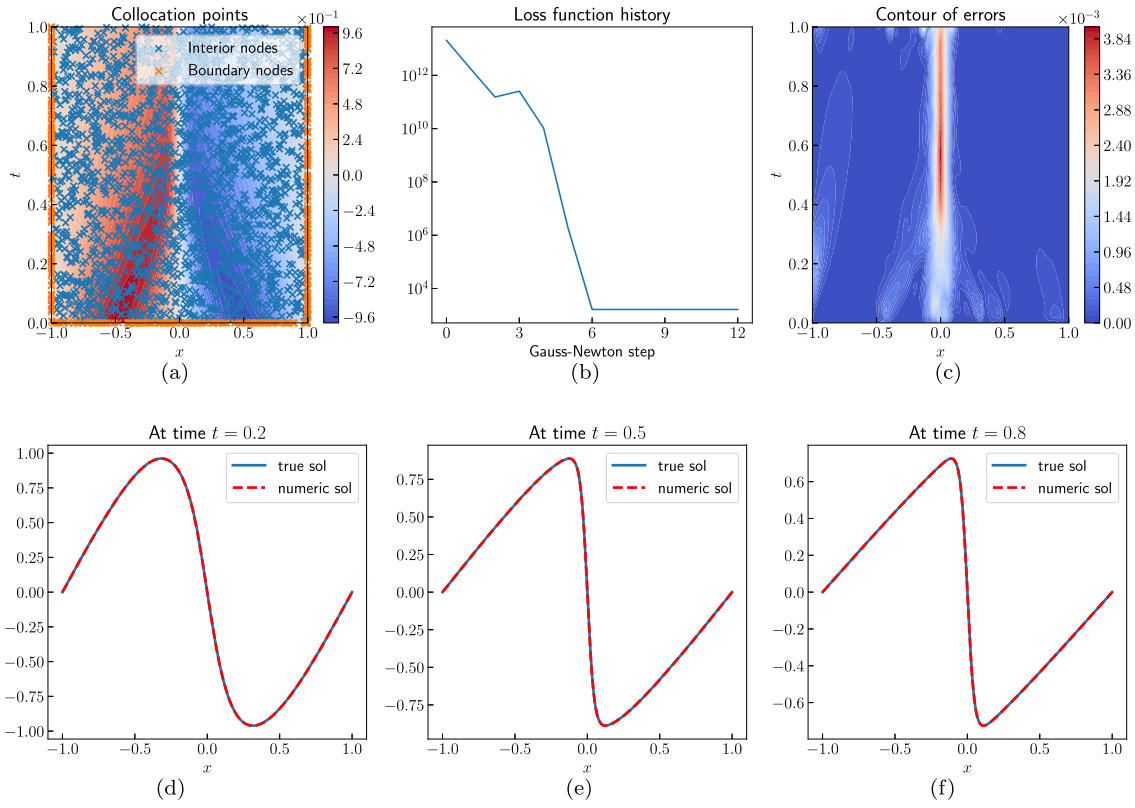 Collocation points
×10⁻¹
1.0
0.8
0.6
0.4
0.2
0.0
t
−1.0 −0.5 0.0 0.5 1.0
x
Interior nodes
Boundary nodes
9.6
7.2
4.8
2.4
0.0
−2.4
−4.8
−7.2
−9.6
(a)
Loss function history
10¹²
10¹⁰
10⁸
10⁶
10⁴
0 3 6 9 12
Gauss-Newton step
(b)
Contour of errors
×10⁻³
1.0
0.8
0.6
0.4
0.2
0.0
t
−1.0 −0.5 0.0 0.5 1.0
x
3.84
3.36
2.88
2.40
1.92
1.44
0.96
0.48
0.00
(c)
At time t = 0.2
1.00
0.75
0.50
0.25
0.00
−0.25
−0.50
−0.75
−1.00
−1.0 −0.5 0.0 0.5 1.0
x
true sol
numeric sol
(d)
At time t = 0.5
0.75
0.50
0.25
0.00
−0.25
−0.50
−0.75
−1.0 −0.5 0.0 0.5 1.0
x
true sol
numeric sol
(e)
At time t = 0.8
0.6
0.4
0.2
0.0
−0.2
−0.4
−0.6
−1.0 −0.5 0.0 0.5 1.0
x
true sol
numeric sol
(f)